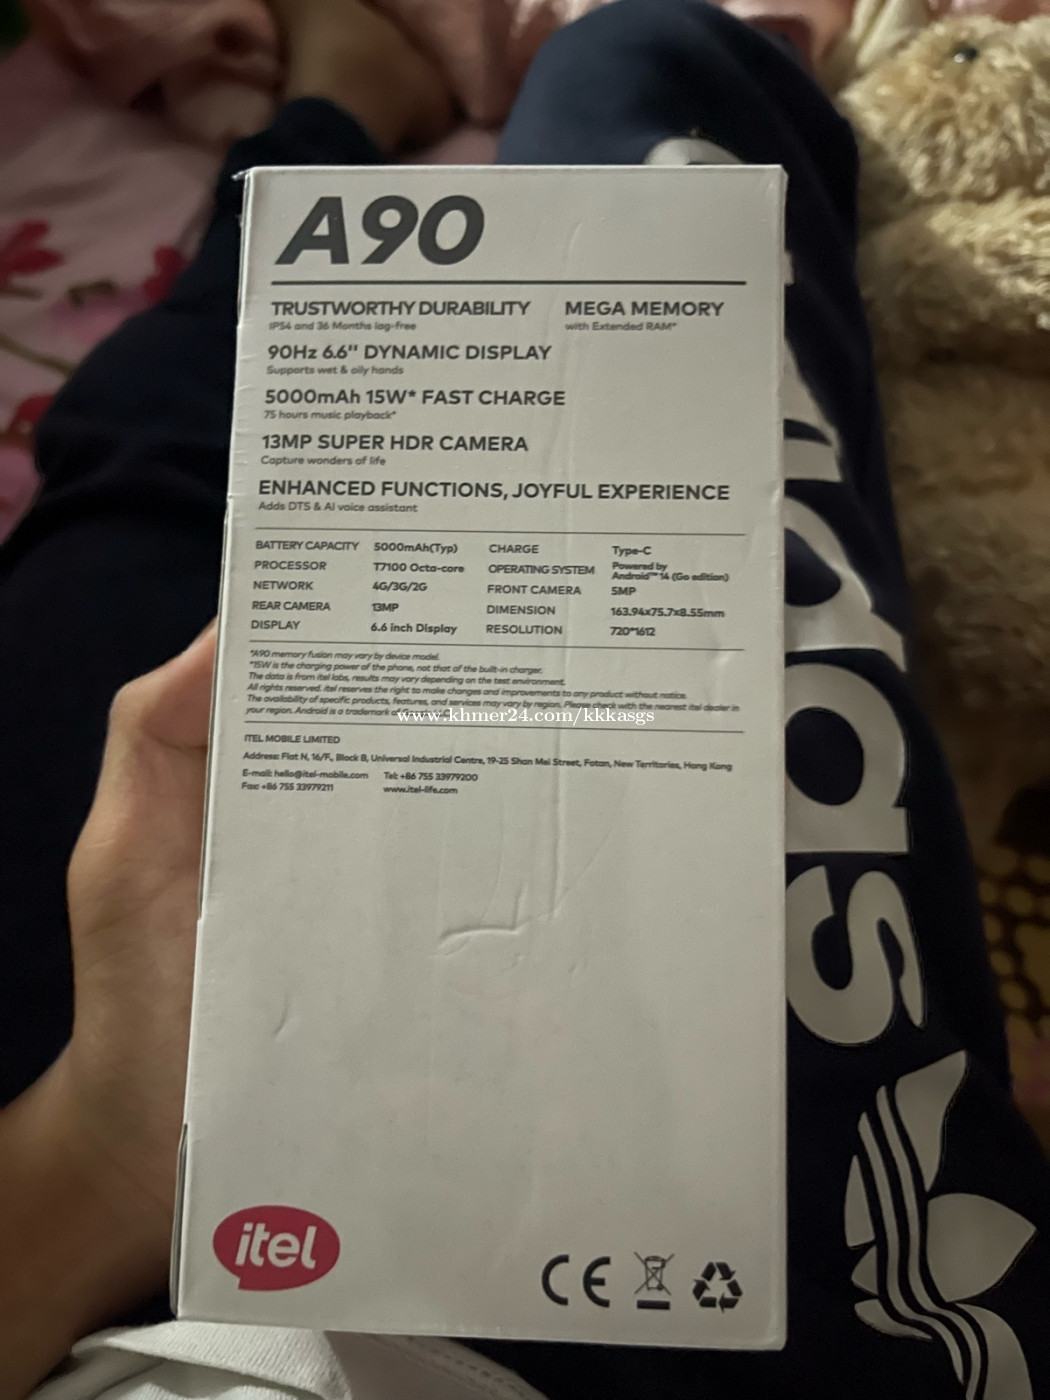 A90
TRUSTWORTHY DURABILITY
IP54 and 36 Months lag-free
MEGA MEMORY
with Extended RAM*
90Hz 6.6" DYNAMIC DISPLAY
Supports wet & oily hands
5000mAh 15W* FAST CHARGE
75 hours music playback*
13MP SUPER HDR CAMERA
Capture wonders of life
ENHANCED FUNCTIONS, JOYFUL EXPERIENCE
Adds DTS & AI voice assistant
BATTERY CAPACITY 5000mAh(Typ) CHARGE Type-C
PROCESSOR T7100 Octa-core OPERATING SYSTEM Powered by
Android™ 14 (Go edition)
NETWORK 4G/3G/2G FRONT CAMERA 5MP
REAR CAMERA 13MP DIMENSION 163.94x75.7x8.55mm
DISPLAY 6.6 inch Display RESOLUTION 720*1612
*A90 memory fusion may vary by device model.
*15W is the charging power of the phone, not that of the built-in charger.
The data is from itel labs, results may vary depending on the test environment.
All rights reserved. itel reserves the right to make changes and improvements to any product without notice.
The availability of specific products, features, and services may vary by region. Please check with the nearest itel dealer in
your region. Android is a trademark of
www.khmer24.com/kkkasgs
ITEL MOBILE LIMITED
Address: Flat N, 16/F., Block B, Universal Industrial Centre, 19-25 Shan Mei Street, Fotan, New Territories, Hong Kong
E-mail: hello@itel-mobile.com Tel: +86 755 33979200
Fax: +86 755 33979211 www.itel-life.com
itel
CE
adidas